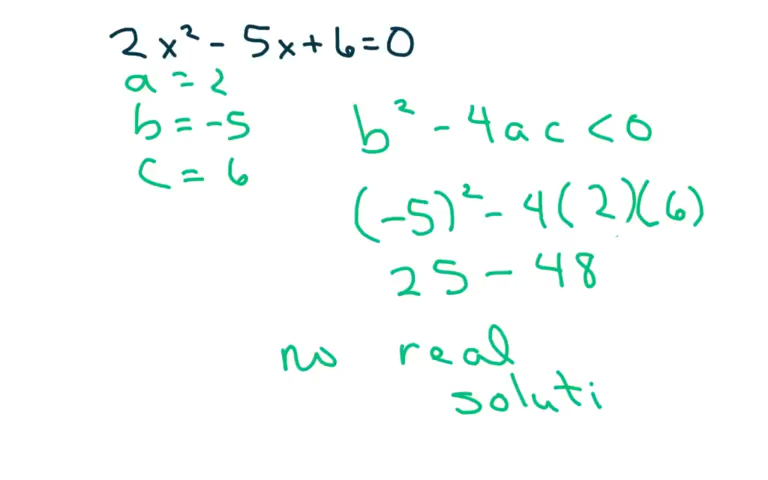 2x² - 5x + 6 = 0
a = 2
b = -5
c = 6
b² - 4ac < 0
(-5)² - 4(2)(6)
25 - 48
no real
soluti